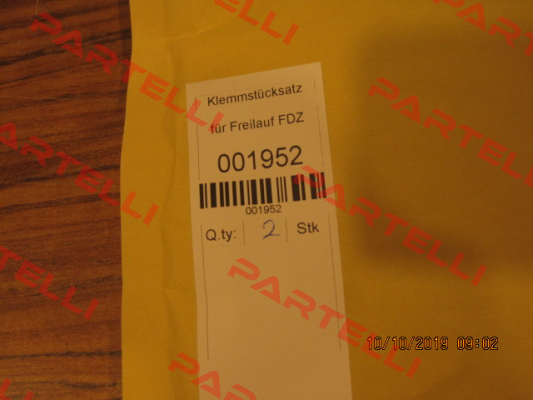 Klemmstücksatz
für Freilauf FDZ
001952
001952
Q.ty: 2 Stk
10/10/2019 09:02
PARTELLI
PARTELLI
PARTELLI
PARTELLI
PARTELLI
PARTELLI